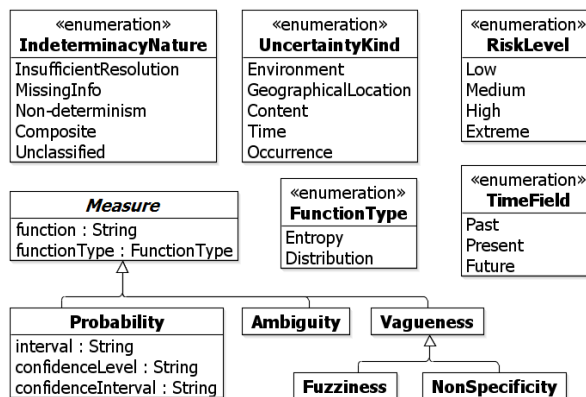 «enumeration»
IndeterminacyNature
InsufficientResolution
MissingInfo
Non-determinism
Composite
Unclassified
«enumeration»
UncertaintyKind
Environment
GeographicalLocation
Content
Time
Occurrence
«enumeration»
RiskLevel
Low
Medium
High
Extreme
Measure
function : String
functionType : FunctionType
«enumeration»
FunctionType
Entropy
Distribution
«enumeration»
TimeField
Past
Present
Future
Probability
interval : String
confidenceLevel : String
confidenceInterval : String
Ambiguity
Vagueness
Fuzziness
NonSpecificity